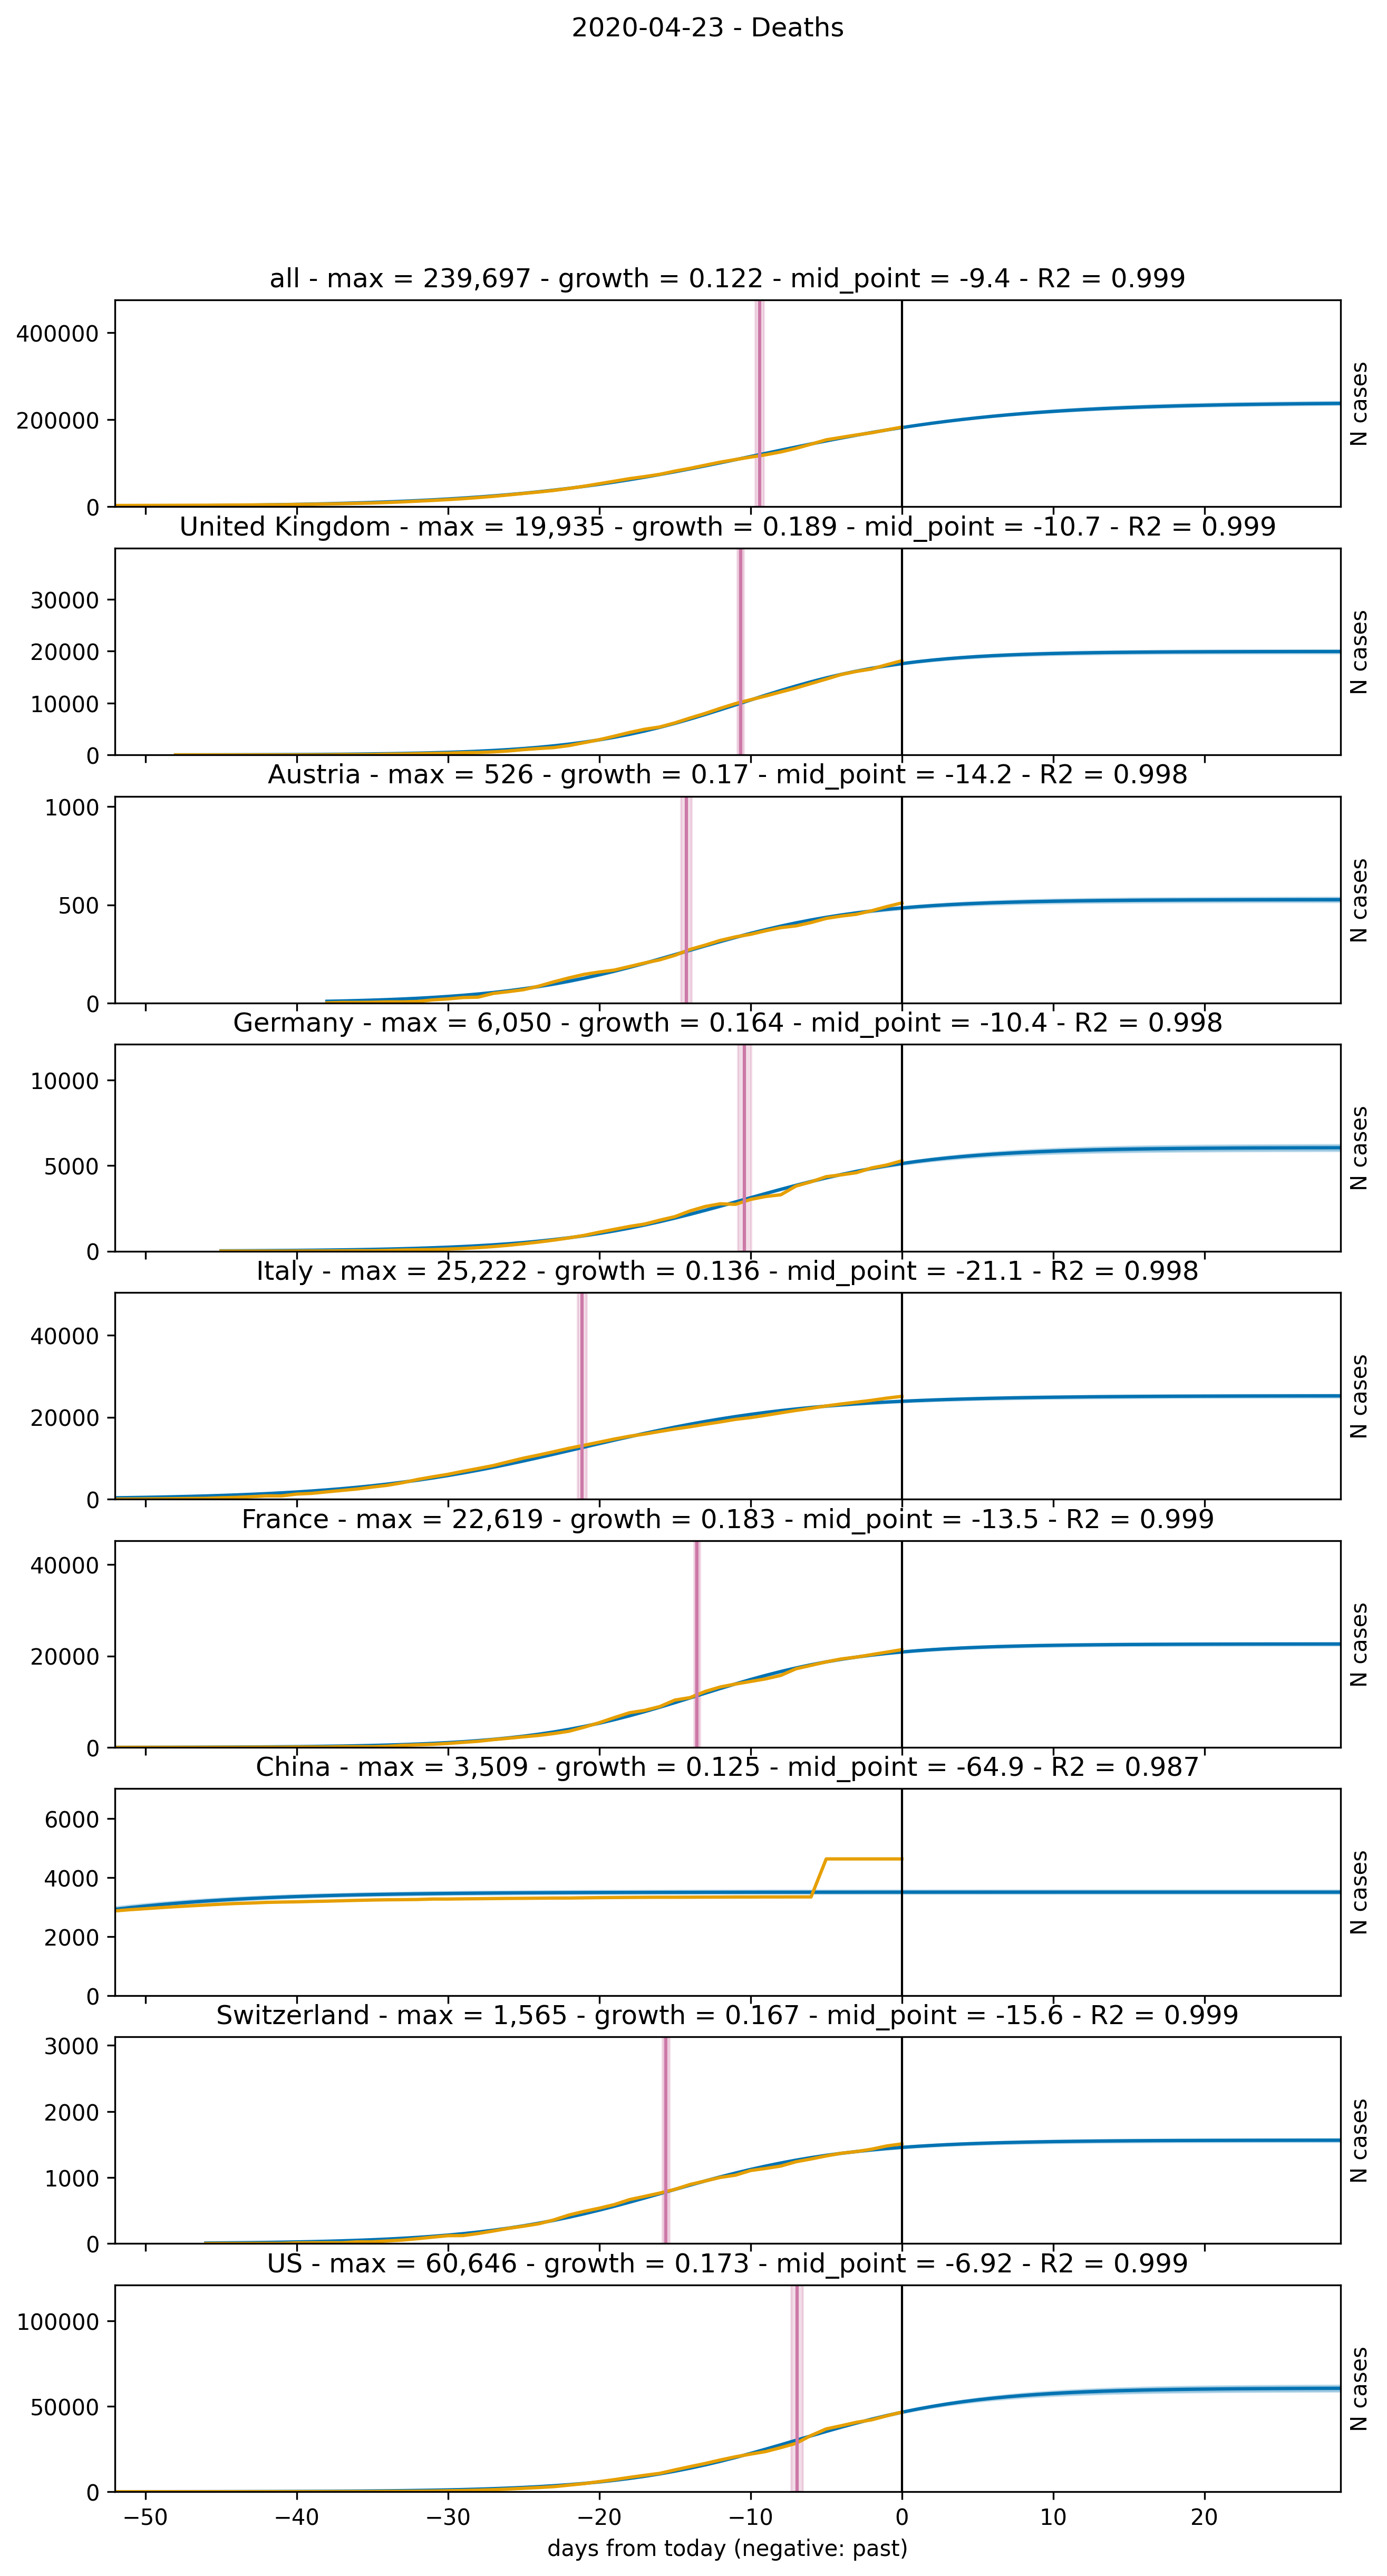 2020-04-23 - Deaths
all - max = 239,697 - growth = 0.122 - mid_point = -9.4 - R2 = 0.999
400000
200000
0
N cases
United Kingdom - max = 19,935 - growth = 0.189 - mid_point = -10.7 - R2 = 0.999
30000
20000
10000
0
N cases
Austria - max = 526 - growth = 0.17 - mid_point = -14.2 - R2 = 0.998
1000
500
0
N cases
Germany - max = 6,050 - growth = 0.164 - mid_point = -10.4 - R2 = 0.998
10000
5000
0
N cases
Italy - max = 25,222 - growth = 0.136 - mid_point = -21.1 - R2 = 0.998
40000
20000
0
N cases
France - max = 22,619 - growth = 0.183 - mid_point = -13.5 - R2 = 0.999
40000
20000
0
N cases
China - max = 3,509 - growth = 0.125 - mid_point = -64.9 - R2 = 0.987
6000
4000
2000
0
N cases
Switzerland - max = 1,565 - growth = 0.167 - mid_point = -15.6 - R2 = 0.999
3000
2000
1000
0
N cases
US - max = 60,646 - growth = 0.173 - mid_point = -6.92 - R2 = 0.999
100000
50000
0
N cases
−50 −40 −30 −20 −10 0 10 20
days from today (negative: past)